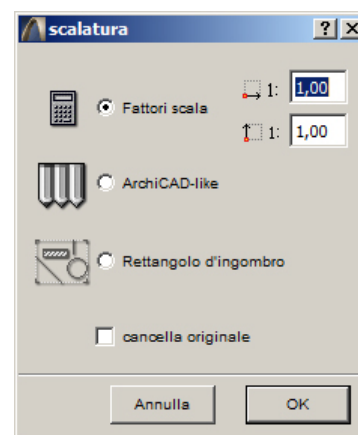 scalatura
1: 1,00
Fattori scala
1: 1,00
ArchiCAD-like
Rettangolo d'ingombro
cancella originale
Annulla OK